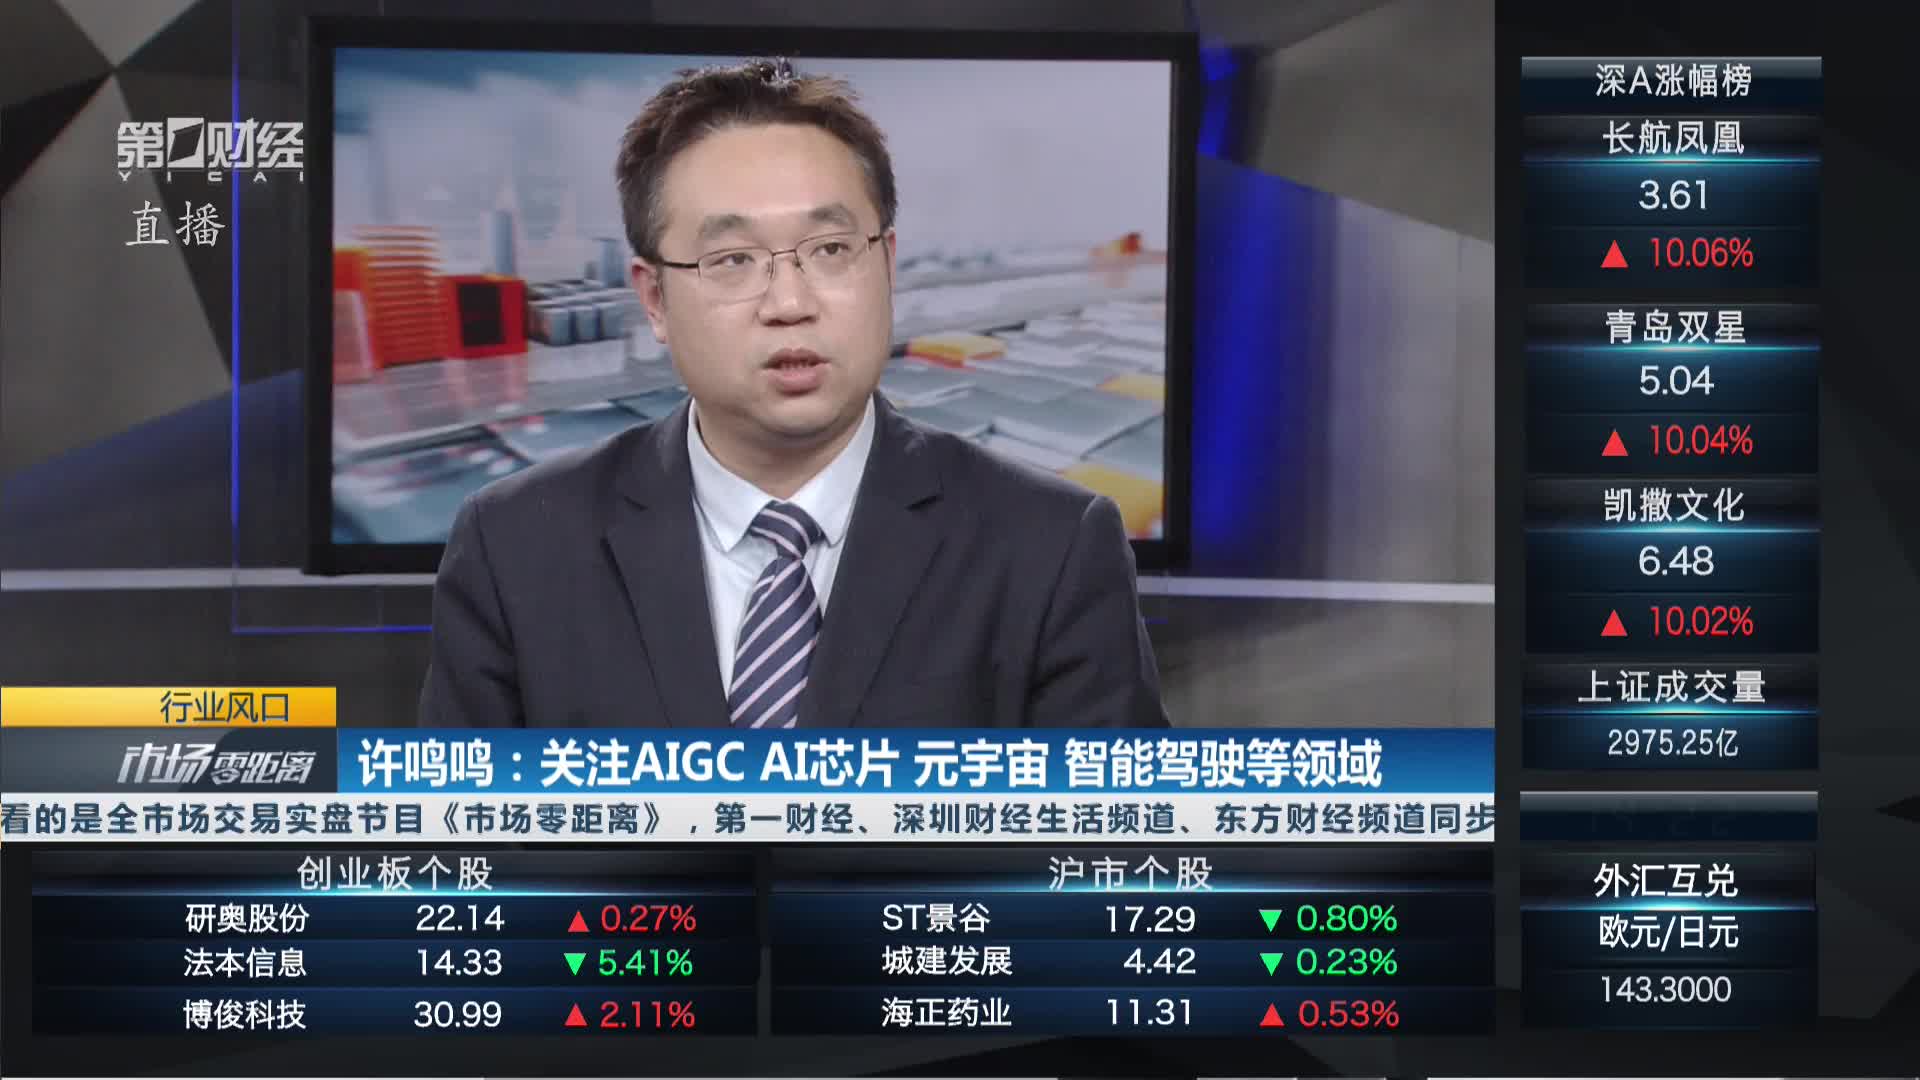 第一财经
YICAI
直播
行业风口
市场零距离
许鸣鸣：关注AIGC AI芯片 元宇宙 智能驾驶等领域
看的是全市场交易实盘节目《市场零距离》，第一财经、深圳财经生活频道、东方财经频道同步
创业板个股
研奥股份 22.14 ▲0.27%
法本信息 14.33 ▼5.41%
博俊科技 30.99 ▲2.11%
沪市个股
ST景谷 17.29 ▼0.80%
城建发展 4.42 ▼0.23%
海正药业 11.31 ▲0.53%
深A涨幅榜
长航凤凰
3.61
▲ 10.06%
青岛双星
5.04
▲ 10.04%
凯撒文化
6.48
▲ 10.02%
上证成交量
2975.25亿
外汇互兑
欧元/日元
143.3000